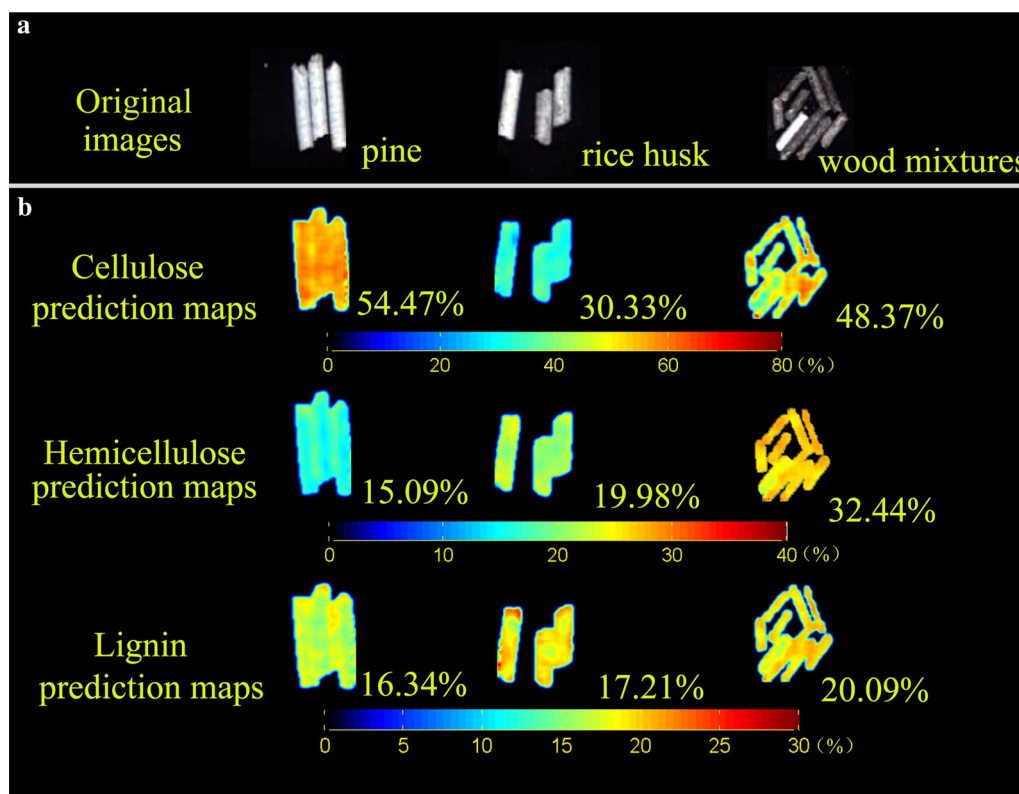 a
Original
images
pine
rice husk
wood mixtures
b
Cellulose
prediction maps
54.47%
30.33%
48.37%
0 20 40 60 80 (%)
Hemicellulose
prediction maps
15.09%
19.98%
32.44%
0 10 20 30 40 (%)
Lignin
prediction maps
16.34%
17.21%
20.09%
0 5 10 15 20 25 30 (%)